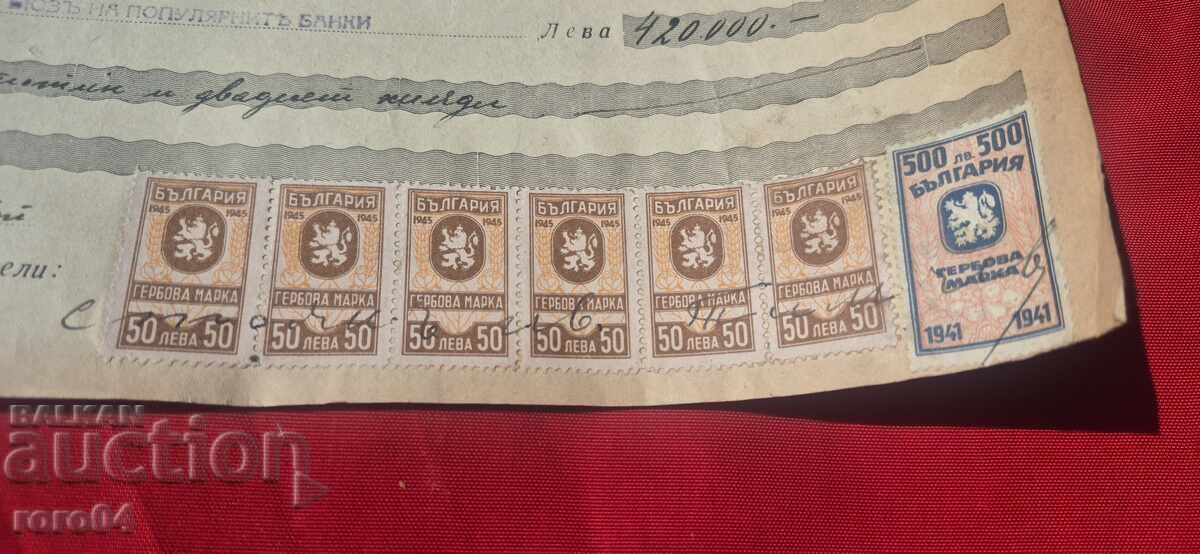 НА ПОПУЛЯРНИТѢ БАНКИ
Лева 420.000.-
и двадесет хиляди
ели:
БЪЛГАРИЯ
1945 1945
ГЕРБОВА МАРКА
50 ЛЕВА 50
БЪЛГАРИЯ
1945 1945
ГЕРБОВА МАРКА
50 ЛЕВА 50
БЪЛГАРИЯ
1945 1945
ГЕРБОВА МАРКА
50 ЛЕВА 50
БЪЛГАРИЯ
1945 1945
ГЕРБОВА МАРКА
50 ЛЕВА 50
БЪЛГАРИЯ
1945 1945
ГЕРБОВА МАРКА
50 ЛЕВА 50
БЪЛГАРИЯ
1945 1945
ГЕРБОВА МАРКА
50 ЛЕВА 50
500 ЛВ. 500
БЪЛГАРИЯ
ГЕРБОВА
МАРКА
1941 1941
BALKAN
auction
roro04